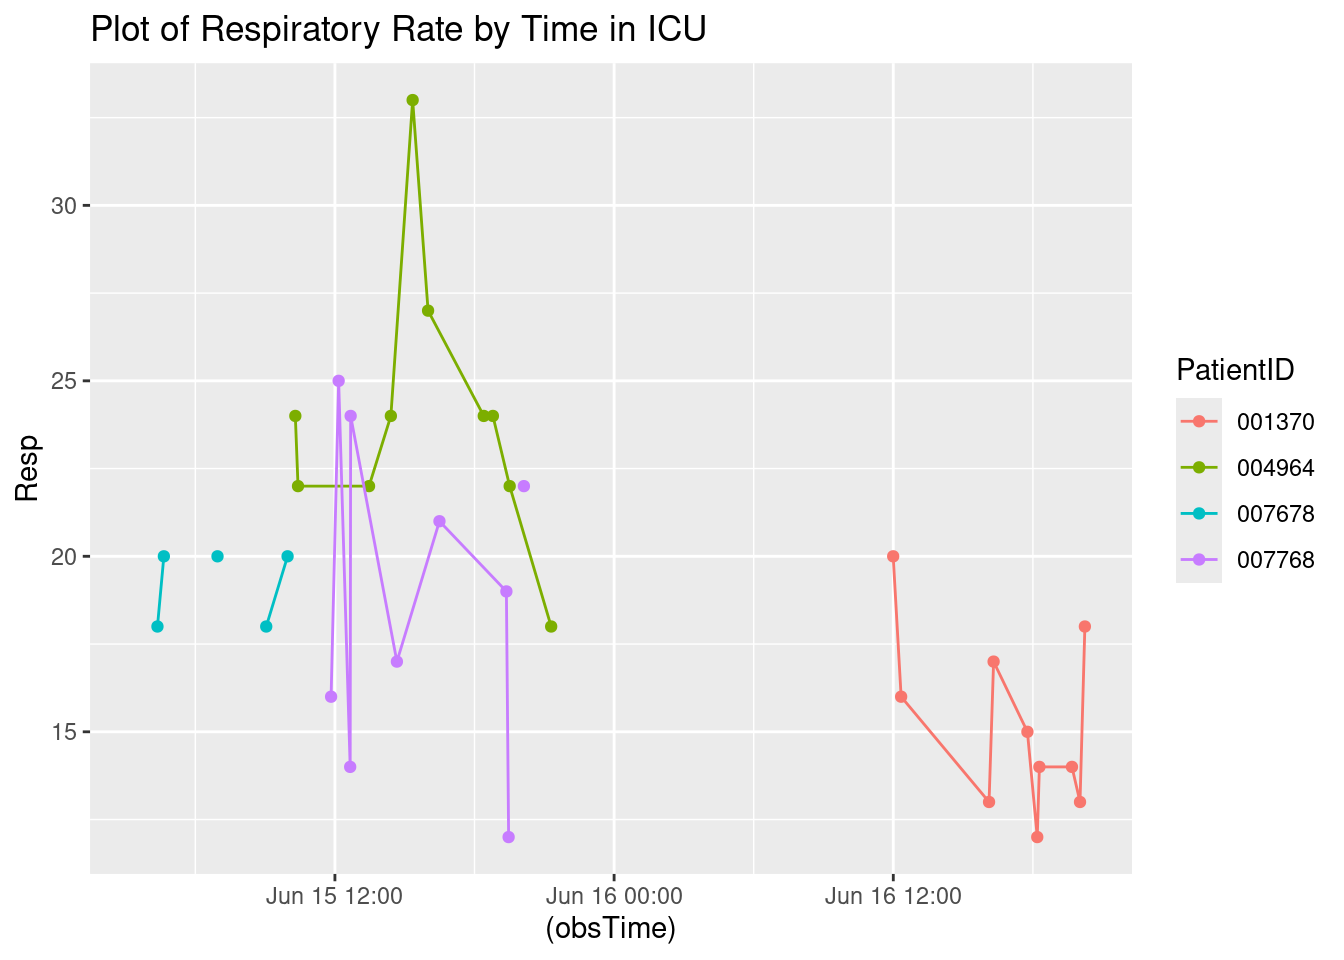 Plot of Respiratory Rate by Time in ICU
30
25
20
15
Resp
Jun 15 12:00
Jun 16 00:00
Jun 16 12:00
(obsTime)
PatientID
001370
004964
007678
007768